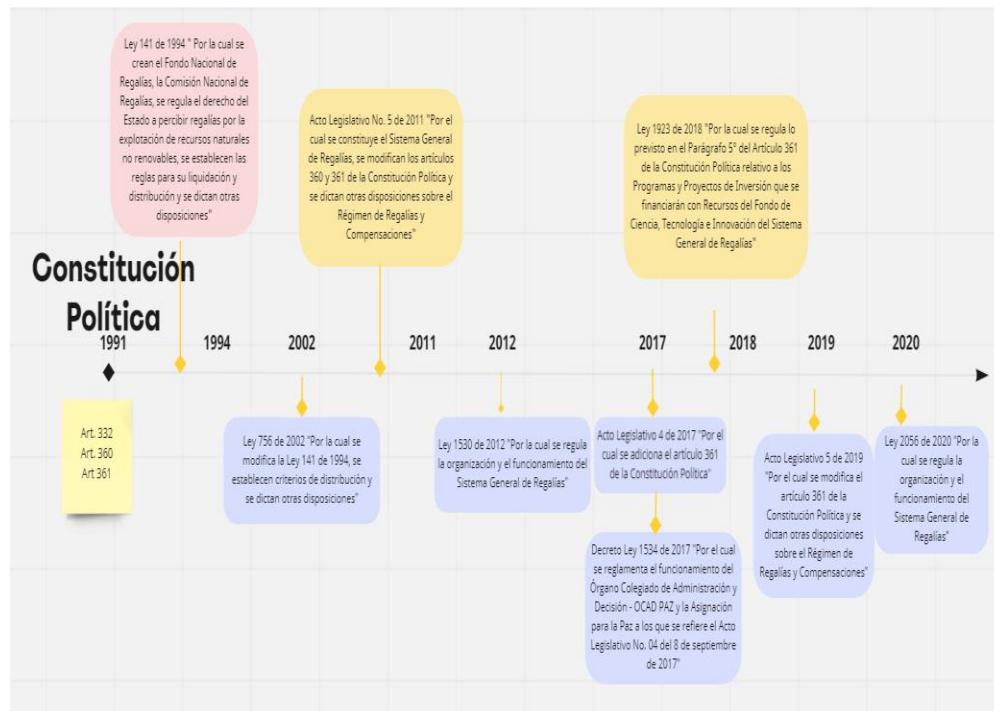 Ley 141 de 1994 " Por la cual se
crean el Fondo Nacional de
Regalías, la Comisión Nacional de
Regalías, se regula el derecho del
Estado a percibir regalías por la
explotación de recursos naturales
no renovables, se establecen las
reglas para su liquidación y
distribución y se dictan otras
disposiciones"
Acto Legislativo No. 5 de 2011 "Por el
cual se constituye el Sistema General
de Regalías, se modifican los artículos
360 y 361 de la Constitución Política y
se dictan otras disposiciones sobre el
Régimen de Regalías y
Compensaciones"
Ley 1923 de 2018 "Por la cual se regula lo
previsto en el Parágrafo 5° del Artículo 361
de la Constitución Política relativo a los
Programas y Proyectos de Inversión que se
financiarán con Recursos del Fondo de
Ciencia, Tecnología e Innovación del Sistema
General de Regalías"
Constitución
Política
1991
1994
2002
2011
2012
2017
2018
2019
2020
Art. 332
Art. 360
Art 361
Ley 756 de 2002 "Por la cual se
modifica la Ley 141 de 1994, se
establecen criterios de distribución y
se dictan otras disposiciones"
Ley 1530 de 2012 "Por la cual se regula
la organización y el funcionamiento del
Sistema General de Regalías"
Acto Legislativo 4 de 2017 "Por el
cual se adiciona el artículo 361
de la Constitución Política"
Decreto Ley 1534 de 2017 "Por el cual
se reglamenta el funcionamiento del
Órgano Colegiado de Administración y
Decisión - OCAD PAZ y la Asignación
para la Paz a los que se refiere el Acto
Legislativo No. 04 del 8 de septiembre
de 2017"
Acto Legislativo 5 de 2019
"Por el cual se modifica el
artículo 361 de la
Constitución Política y se
dictan otras disposiciones
sobre el Régimen de
Regalías y Compensaciones"
Ley 2056 de 2020 "Por la
cual se regula la
organización y el
funcionamiento del
Sistema General de
Regalías"